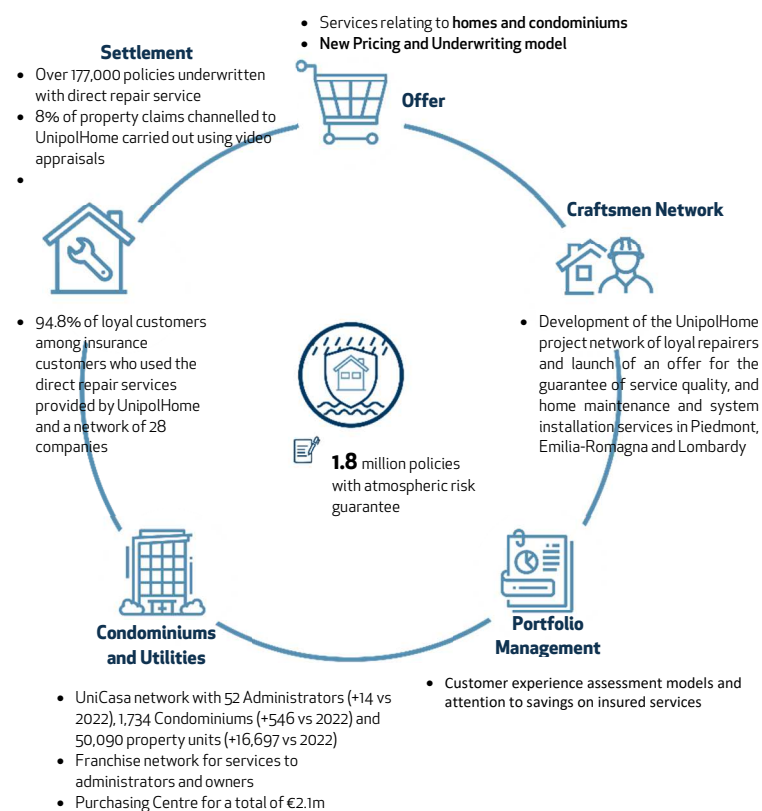 • Services relating to homes and condominiums
• New Pricing and Underwriting model
Offer
Settlement
• Over 177,000 policies underwritten
with direct repair service
• 8% of property claims channelled to
UnipolHome carried out using video
appraisals
•
• 94.8% of loyal customers
among insurance
customers who used the
direct repair services
provided by UnipolHome
and a network of 28
companies
Craftsmen Network
• Development of the UnipolHome
project network of loyal repairers
and launch of an offer for the
guarantee of service quality, and
home maintenance and system
installation services in Piedmont,
Emilia-Romagna and Lombardy
1.8 million policies
with atmospheric risk
guarantee
Condominiums
and Utilities
• UniCasa network with 52 Administrators (+14 vs
2022), 1,734 Condominiums (+546 vs 2022) and
50,090 property units (+16,697 vs 2022)
• Franchise network for services to
administrators and owners
• Purchasing Centre for a total of €2.1m
Portfolio
Management
• Customer experience assessment models and
attention to savings on insured services